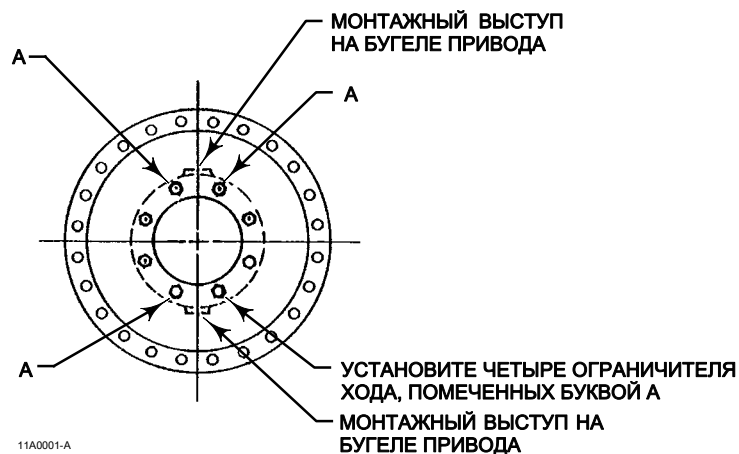 МОНТАЖНЫЙ ВЫСТУП
НА БУГЕЛЕ ПРИВОДА
А
А
А
УСТАНОВИТЕ ЧЕТЫРЕ ОГРАНИЧИТЕЛЯ
ХОДА, ПОМЕЧЕННЫХ БУКВОЙ А
МОНТАЖНЫЙ ВЫСТУП НА
БУГЕЛЕ ПРИВОДА
11A0001-A